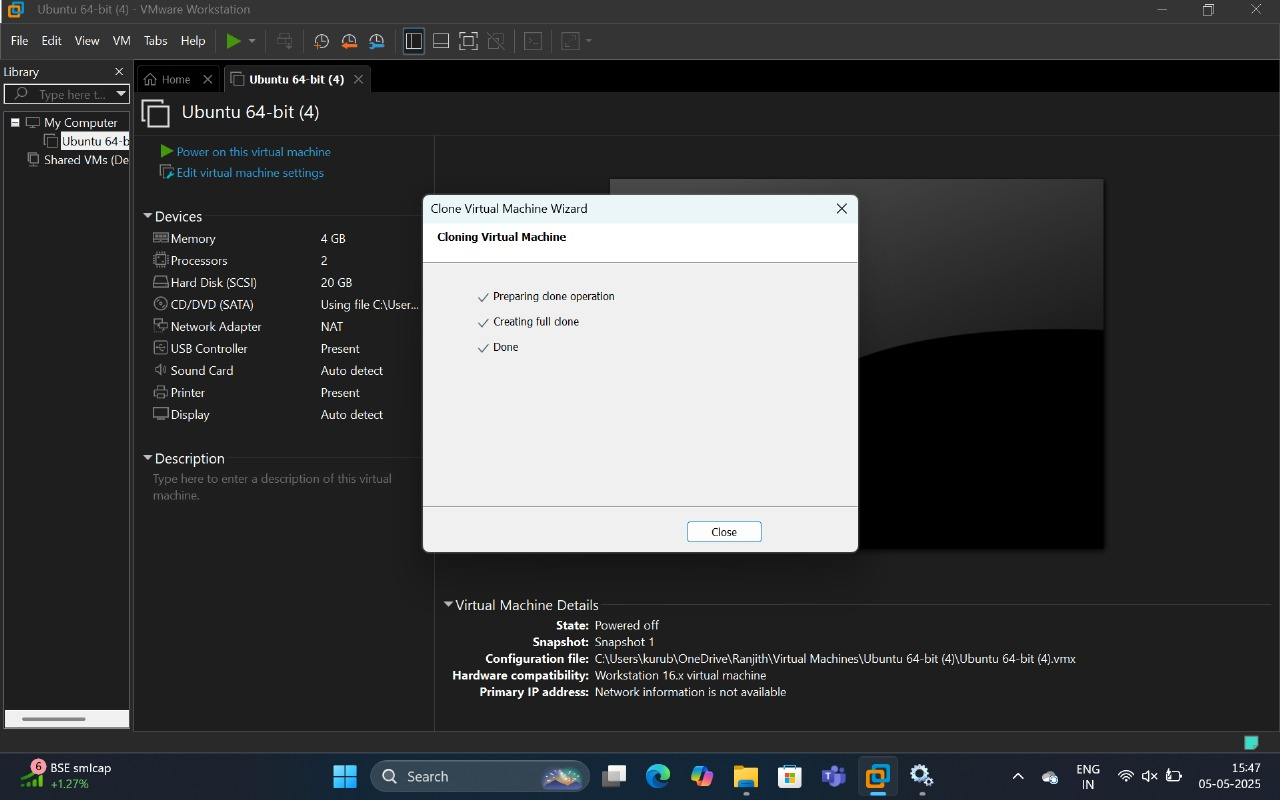 Ubuntu 64-bit (4) - VMware Workstation
File Edit View VM Tabs Help
Library
Type here t...
My Computer
Ubuntu 64-b
Shared VMs (De
Home
Ubuntu 64-bit (4)
Ubuntu 64-bit (4)
Power on this virtual machine
Edit virtual machine settings
Devices
Memory 4 GB
Processors 2
Hard Disk (SCSI) 20 GB
CD/DVD (SATA) Using file C:\User...
Network Adapter NAT
USB Controller Present
Sound Card Auto detect
Printer Present
Display Auto detect
Description
Type here to enter a description of this virtual
machine.
Clone Virtual Machine Wizard
Cloning Virtual Machine
Preparing clone operation
Creating full clone
Done
Close
Virtual Machine Details
State: Powered off
Snapshot: Snapshot 1
Configuration file: C:\Users\kurub\OneDrive\Ranjith\Virtual Machines\Ubuntu 64-bit (4)\Ubuntu 64-bit (4).vmx
Hardware compatibility: Workstation 16.x virtual machine
Primary IP address: Network information is not available
6
BSE smlcap
+1.27%
Search
ENG
IN
15:47
05-05-2025